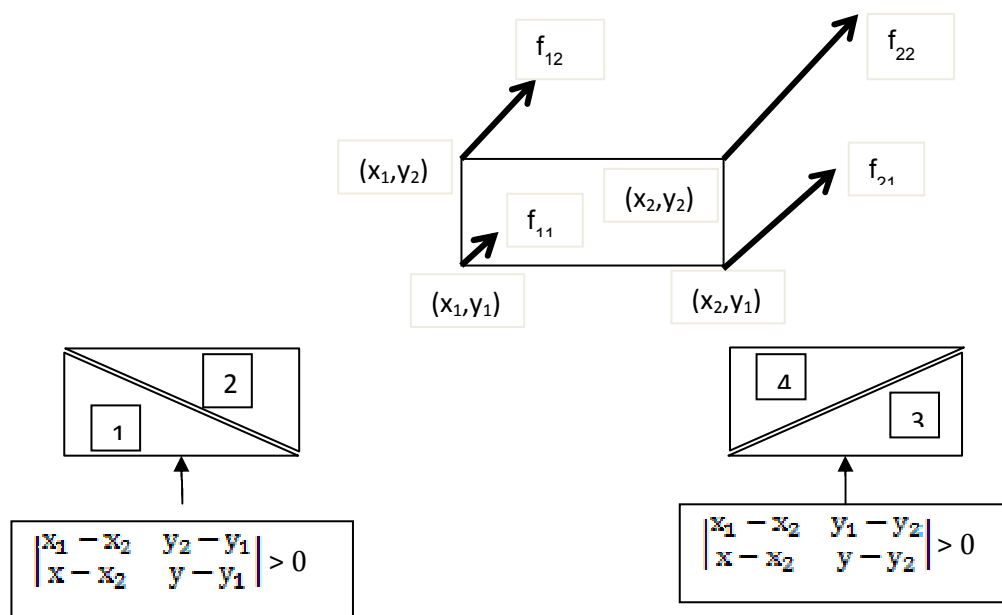 f₁₂
f₂₂
(x₁,y₂)
f₂₁
(x₂,y₂)
f₁₁
(x₁,y₁)
(x₂,y₁)
2
1
4
3
|x₁ − x₂ y₂ − y₁|
|x − x₂ y − y₁| > 0
|x₁ − x₂ y₁ − y₂|
|x − x₂ y − y₂| > 0